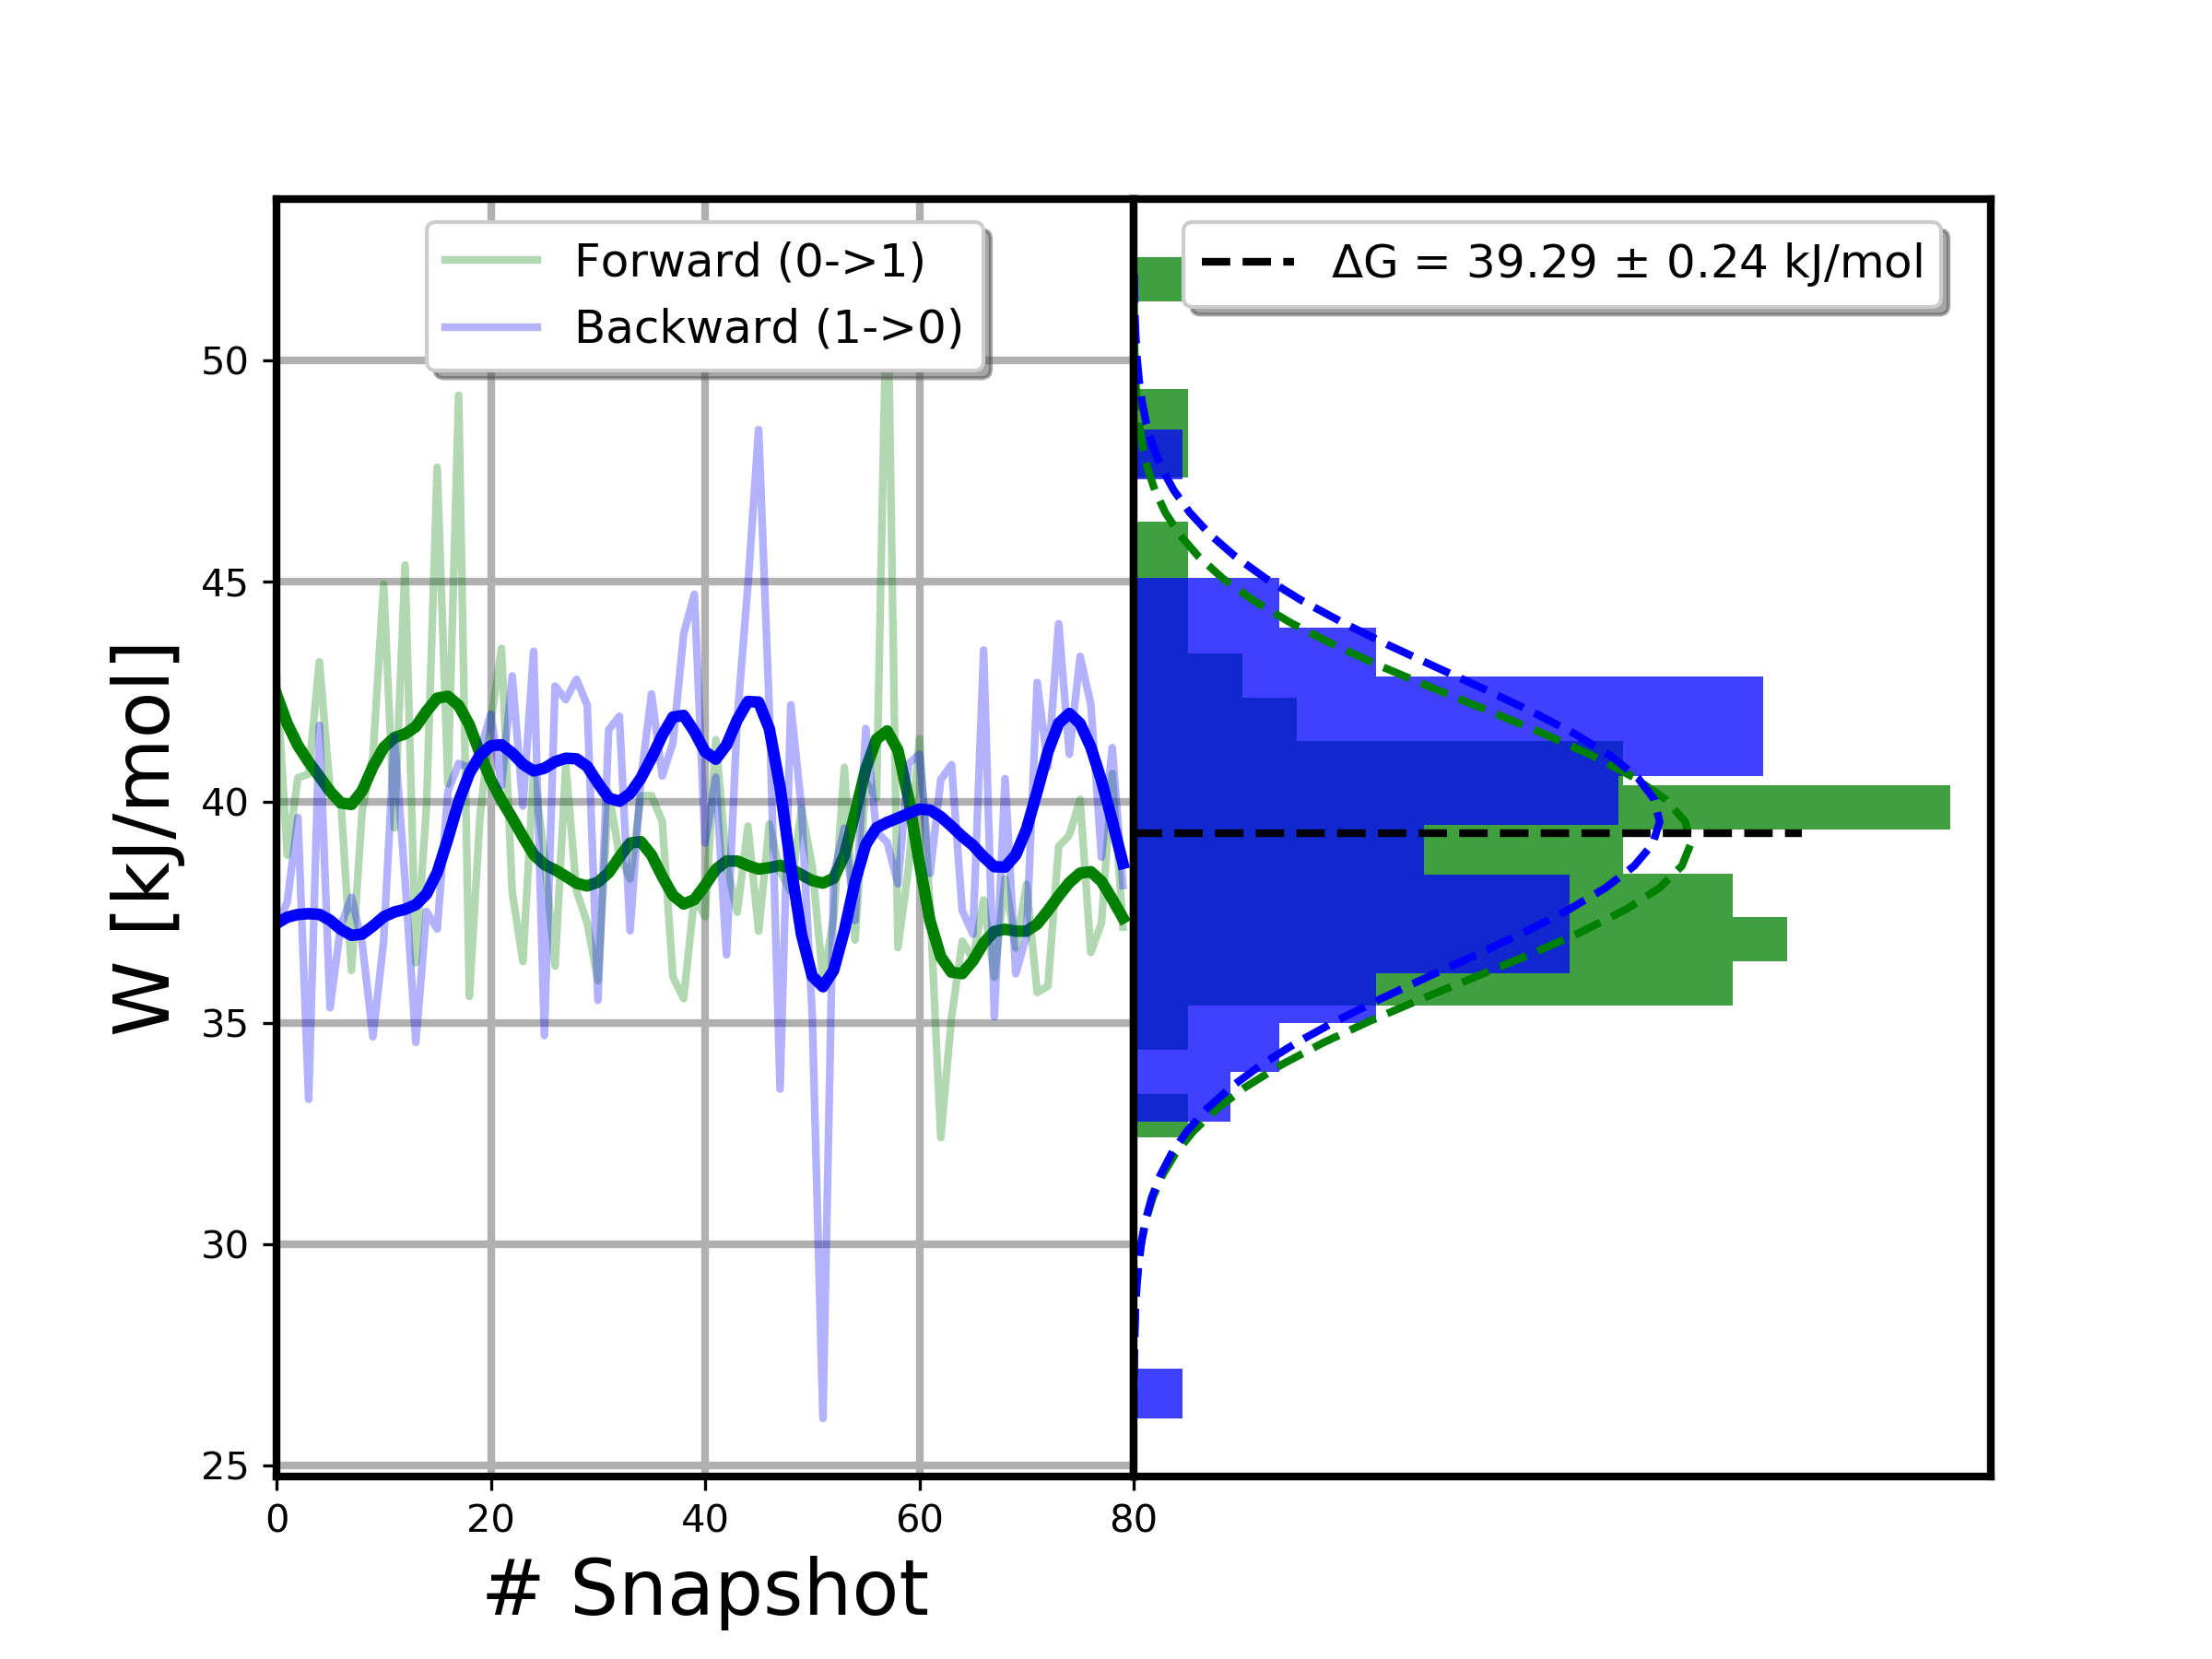 Forward (0->1)
Backward (1->0)
ΔG = 39.29 ± 0.24 kJ/mol
W [kJ/mol]
50
45
40
35
30
25
0 20 40 60 80
# Snapshot